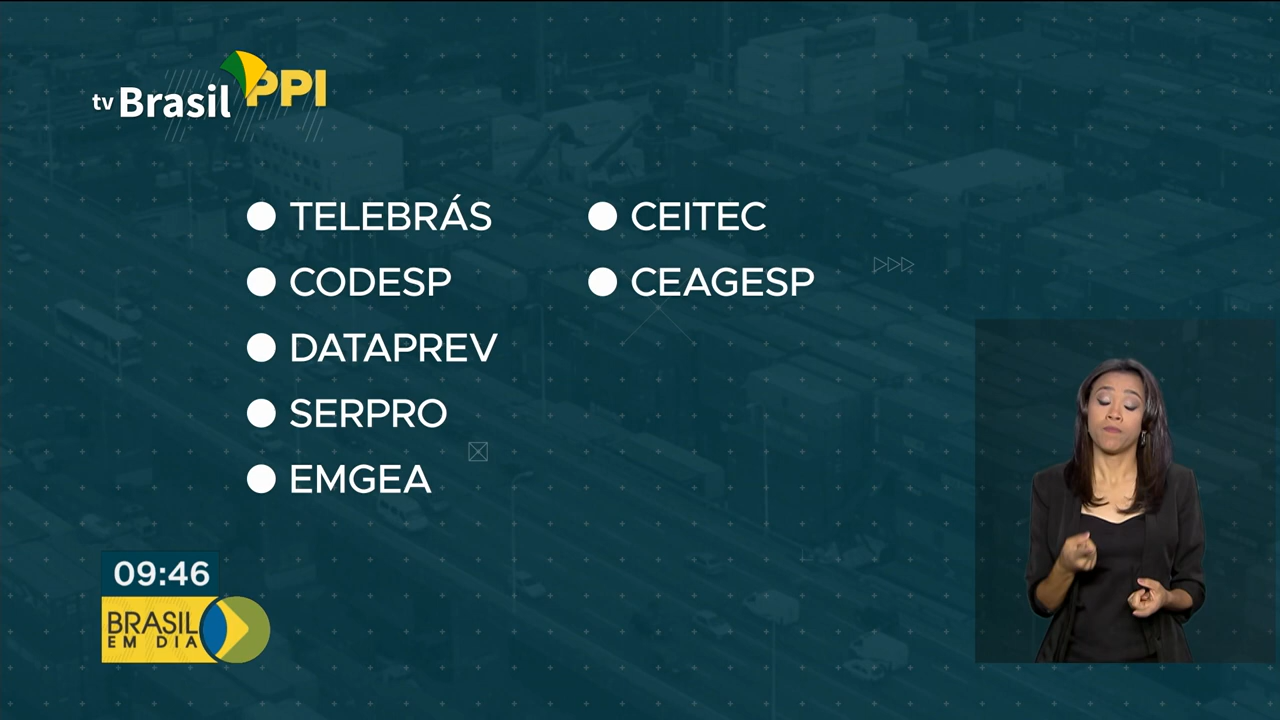 tv Brasil PPI
TELEBRÁS
CODESP
DATAPREV
SERPRO
EMGEA
CEITEC
CEAGESP
09:46
BRASIL
EM DIA